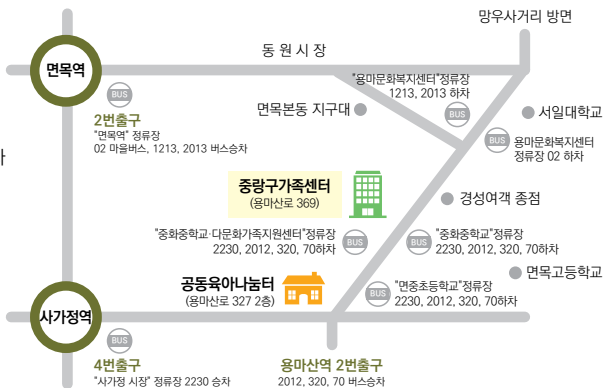 망우사거리 방면
동 원 시 장
면목역
BUS
"용마문화복지센터"정류장
1213, 2013 하차
BUS
2번출구
"면목역" 정류장
02 마을버스, 1213, 2013 버스승차
면목본동 지구대
서일대학교
BUS
용마문화복지센터
정류장 02 하차
중랑구가족센터
(용마산로 369)
경성여객 종점
"중화중학교·다문화가족지원센터"정류장
2230, 2012, 320, 70하차
BUS
BUS
"중화중학교"정류장
2230, 2012, 320, 70하차
면목고등학교
공동육아나눔터
(용마산로 327 2층)
BUS
"면중초등학교"정류장
2230, 2012, 320, 70하차
사가정역
BUS
4번출구
"사가정 시장" 정류장 2230 승차
용마산역 2번출구
2012, 320, 70 버스승차